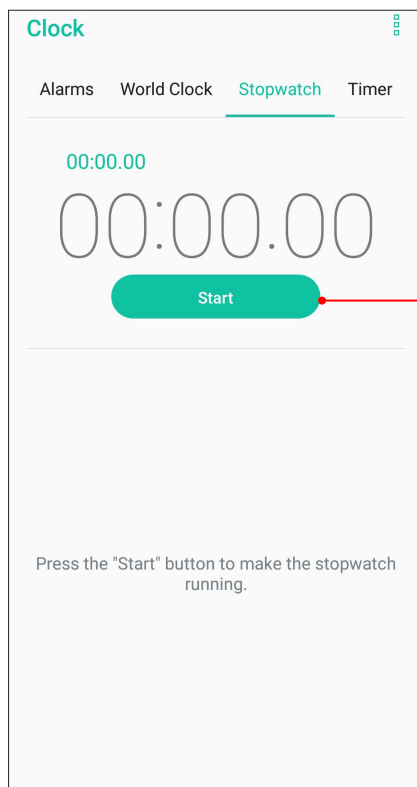 Clock
Alarms World Clock Stopwatch Timer
00:00.00
00:00.00
Start
Press the "Start" button to make the stopwatch
running.